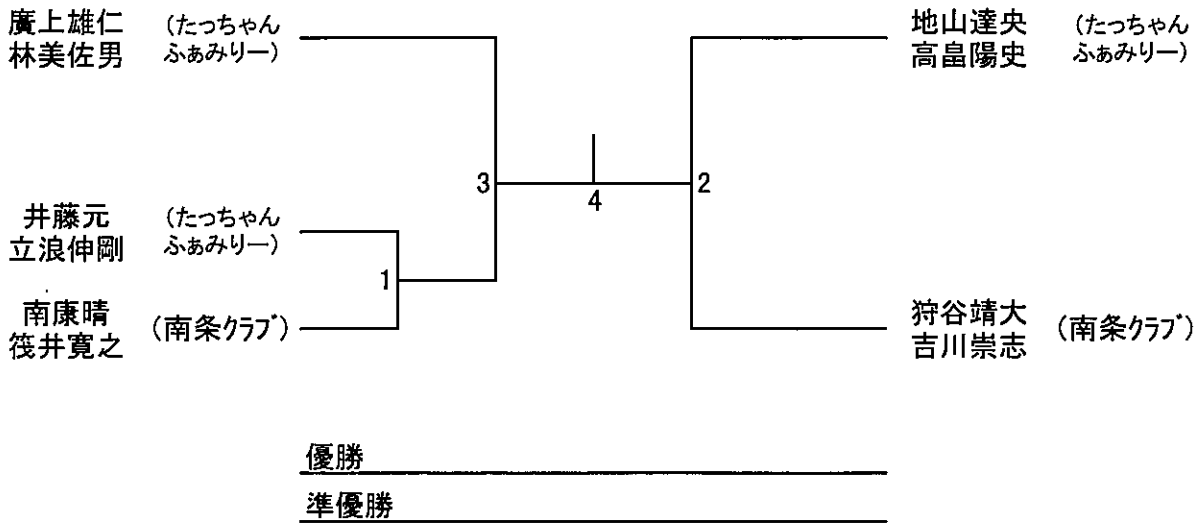 廣上雄仁 (たっちゃん
林美佐男 ふぁみりー)
井藤元 (たっちゃん
立浪伸剛 ふぁみりー)
1
南康晴
筏井寛之 (南条クラブ)
3
4
2
地山達央 (たっちゃん
高畠陽史 ふぁみりー)
狩谷靖大
吉川崇志 (南条クラブ)
優勝
準優勝